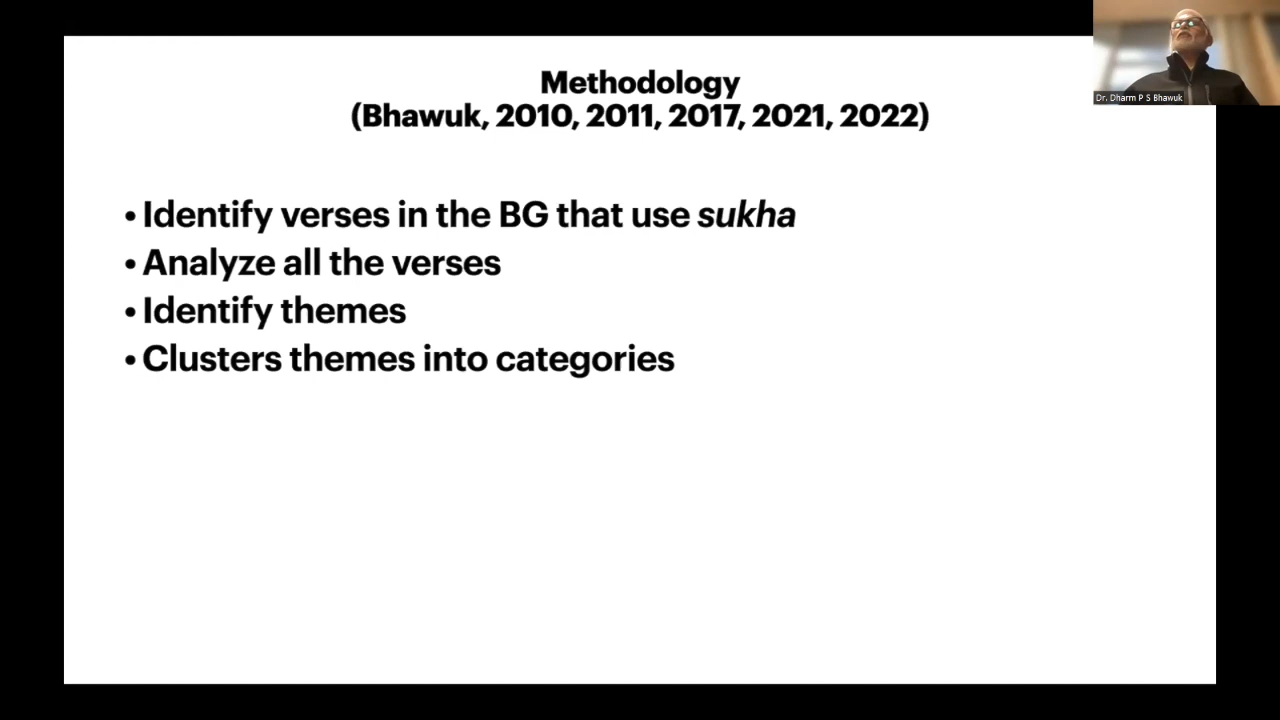 Methodology
(Bhawuk, 2010, 2011, 2017, 2021, 2022)
• Identify verses in the BG that use sukha
• Analyze all the verses
• Identify themes
• Clusters themes into categories
Dr. Dharm P S Bhawuk